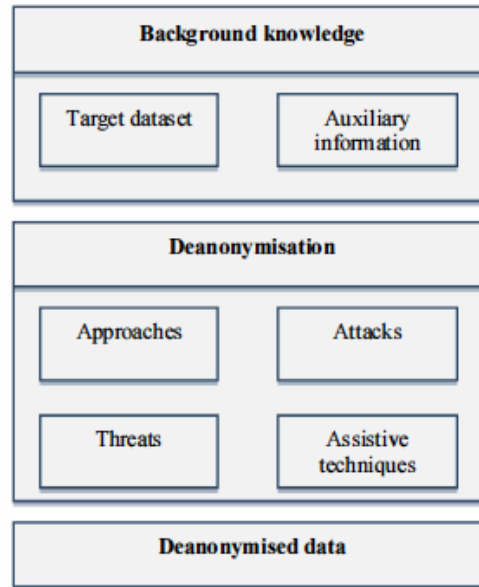 Background knowledge
Target dataset
Auxiliary
information
Deanonymisation
Approaches
Attacks
Threats
Assistive
techniques
Deanonymised data